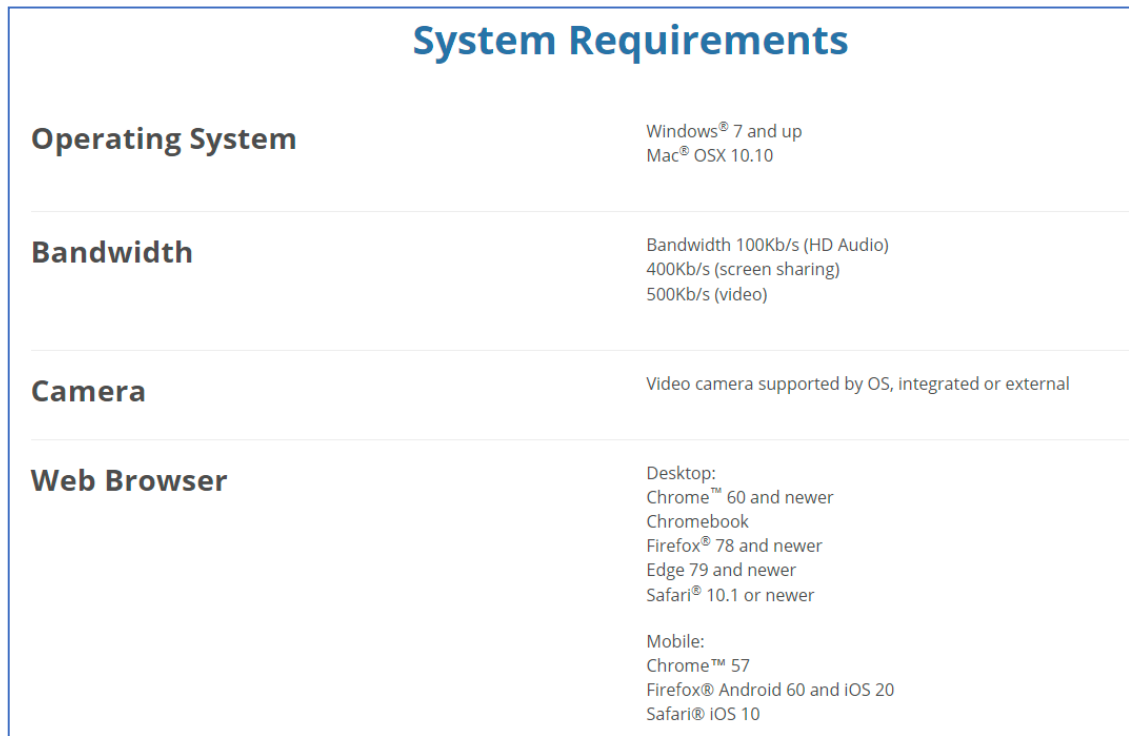 System Requirements
Operating System
Windows® 7 and up
Mac® OSX 10.10
Bandwidth
Bandwidth 100Kb/s (HD Audio)
400Kb/s (screen sharing)
500Kb/s (video)
Camera
Video camera supported by OS, integrated or external
Web Browser
Desktop:
Chrome™ 60 and newer
Chromebook
Firefox® 78 and newer
Edge 79 and newer
Safari® 10.1 or newer
Mobile:
Chrome™ 57
Firefox® Android 60 and iOS 20
Safari® iOS 10